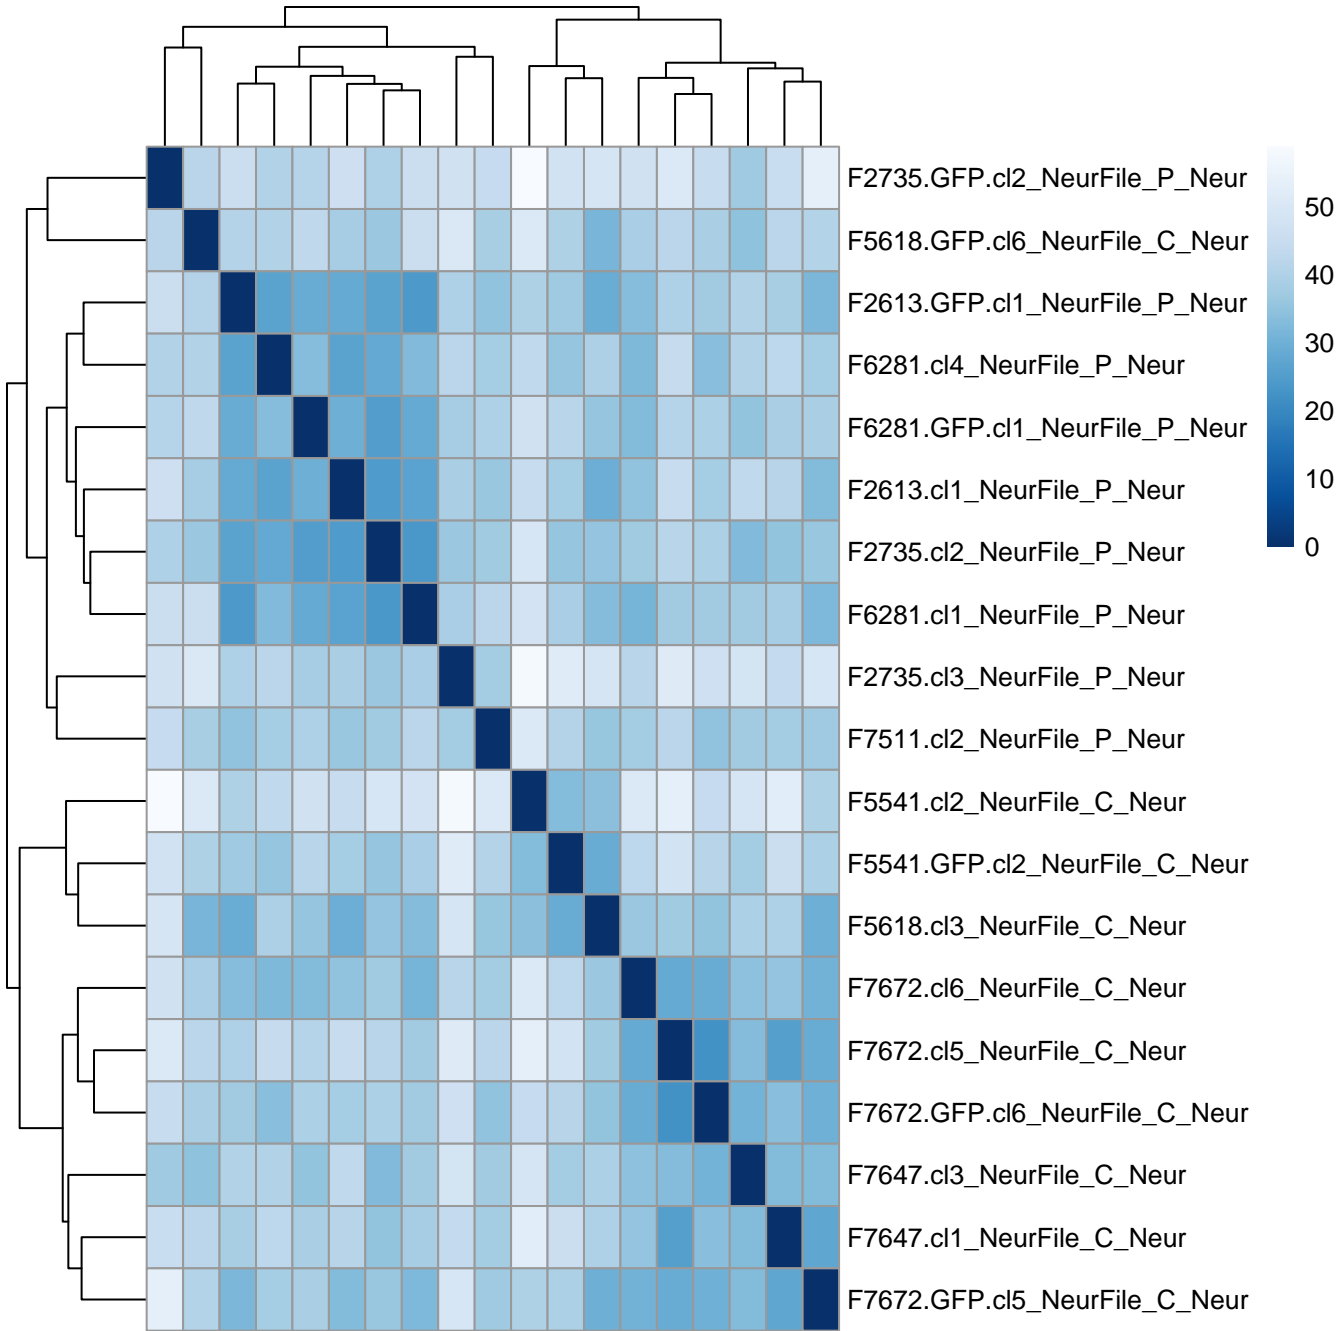 F2735.GFP.cl2_NeurFile_P_Neur
F5618.GFP.cl6_NeurFile_C_Neur
F2613.GFP.cl1_NeurFile_P_Neur
F6281.cl4_NeurFile_P_Neur
F6281.GFP.cl1_NeurFile_P_Neur
F2613.cl1_NeurFile_P_Neur
F2735.cl2_NeurFile_P_Neur
F6281.cl1_NeurFile_P_Neur
F2735.cl3_NeurFile_P_Neur
F7511.cl2_NeurFile_P_Neur
F5541.cl2_NeurFile_C_Neur
F5541.GFP.cl2_NeurFile_C_Neur
F5618.cl3_NeurFile_C_Neur
F7672.cl6_NeurFile_C_Neur
F7672.cl5_NeurFile_C_Neur
F7672.GFP.cl6_NeurFile_C_Neur
F7647.cl3_NeurFile_C_Neur
F7647.cl1_NeurFile_C_Neur
F7672.GFP.cl5_NeurFile_C_Neur
50
40
30
20
10
0